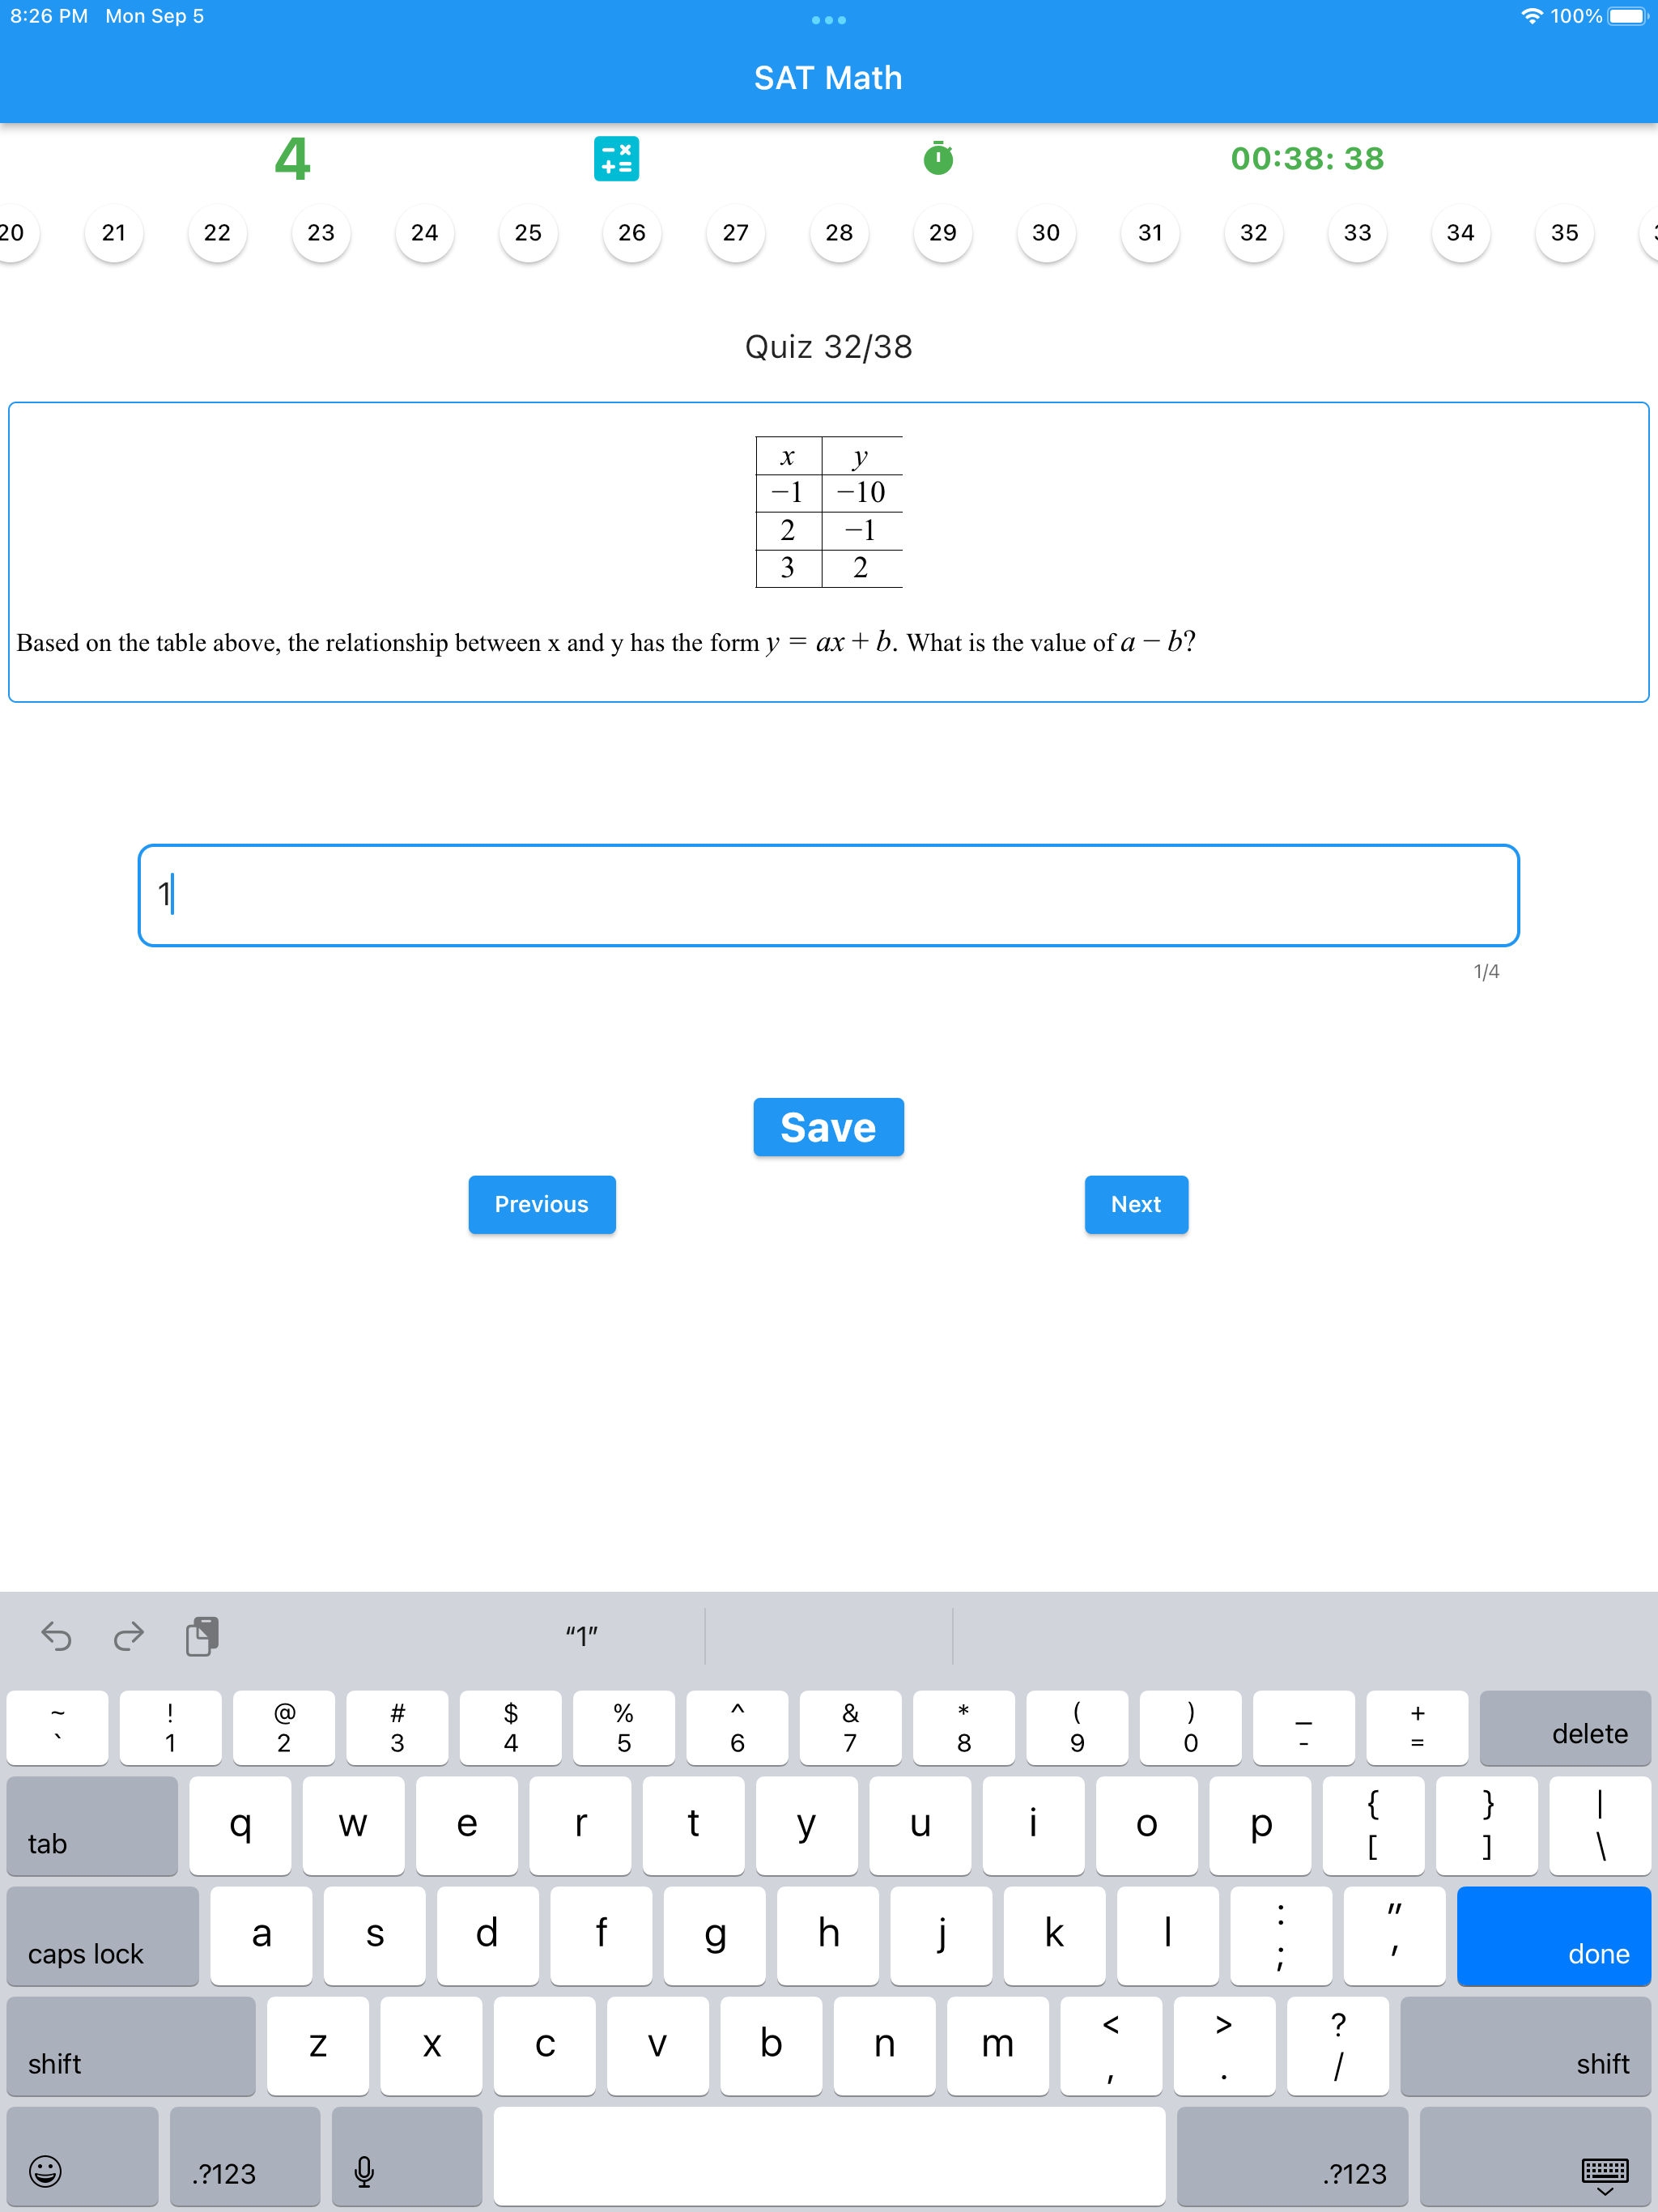 8:26 PM Mon Sep 5 100%
SAT Math
4 00:38: 38
20 21 22 23 24 25 26 27 28 29 30 31 32 33 34 35
Quiz 32/38
x y
−1 −10
2 −1
3 2
Based on the table above, the relationship between x and y has the form y = ax + b. What is the value of a − b?
1
1/4
Save
Previous Next
“1”
~ ! @ # $ % ^ & * ( ) _ +
` 1 2 3 4 5 6 7 8 9 0 - = delete
tab q w e r t y u i o p { [ } ] | \
caps lock a s d f g h j k l : ; " ' done
shift z x c v b n m < , > . ? / shift
.?123 .?123